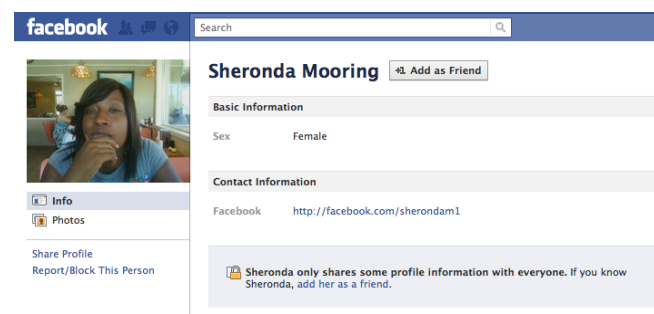 facebook
Search
Sheronda Mooring
+1 Add as Friend
Basic Information
Sex Female
Contact Information
Facebook http://facebook.com/sherondam1
Info
Photos
Share Profile
Report/Block This Person
Sheronda only shares some profile information with everyone. If you know
Sheronda, add her as a friend.